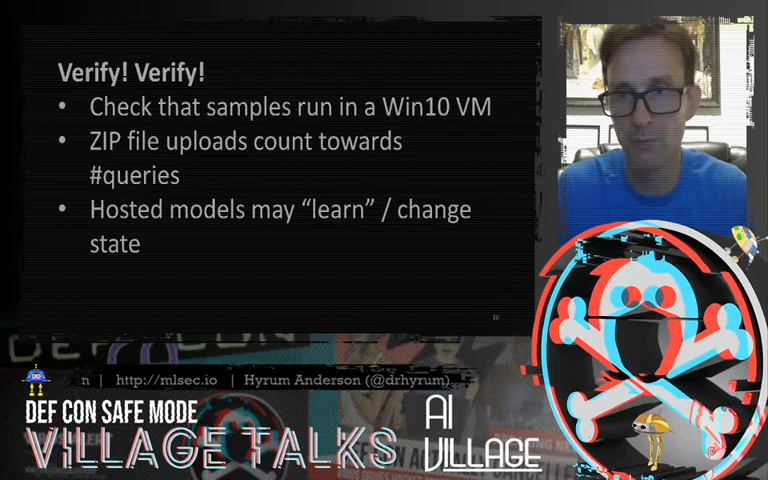 Verify! Verify!
• Check that samples run in a Win10 VM
• ZIP file uploads count towards
#queries
• Hosted models may “learn” / change
state
10
n | http://mlsec.io | Hyrum Anderson (@drhyrum)
DEF CON SAFE MODE
VILLAGE TALKS
AI
VILLAGE